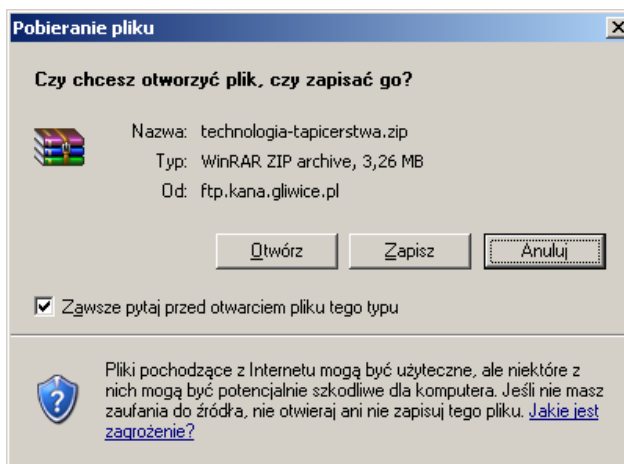 Pobieranie pliku
Czy chcesz otworzyć plik, czy zapisać go?
Nazwa: technologia-tapicerstwa.zip
Typ: WinRAR ZIP archive, 3,26 MB
Od: ftp.kana.gliwice.pl
Otwórz Zapisz Anuluj
Zawsze pytaj przed otwarciem pliku tego typu
Pliki pochodzące z Internetu mogą być użyteczne, ale niektóre z
nich mogą być potencjalnie szkodliwe dla komputera. Jeśli nie masz
zaufania do źródła, nie otwieraj ani nie zapisuj tego pliku. Jakie jest
zagrożenie?